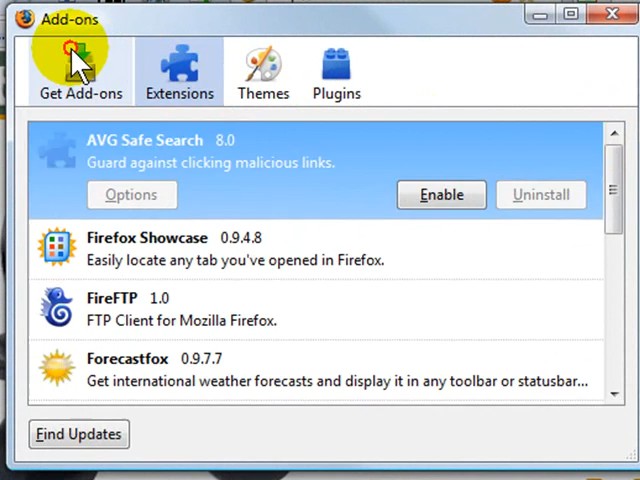 Add-ons
Get Add-ons Extensions Themes Plugins
AVG Safe Search 8.0
Guard against clicking malicious links.
Options Enable Uninstall
Firefox Showcase 0.9.4.8
Easily locate any tab you've opened in Firefox.
FireFTP 1.0
FTP Client for Mozilla Firefox.
Forecastfox 0.9.7.7
Get international weather forecasts and display it in any toolbar or statusbar...
Find Updates